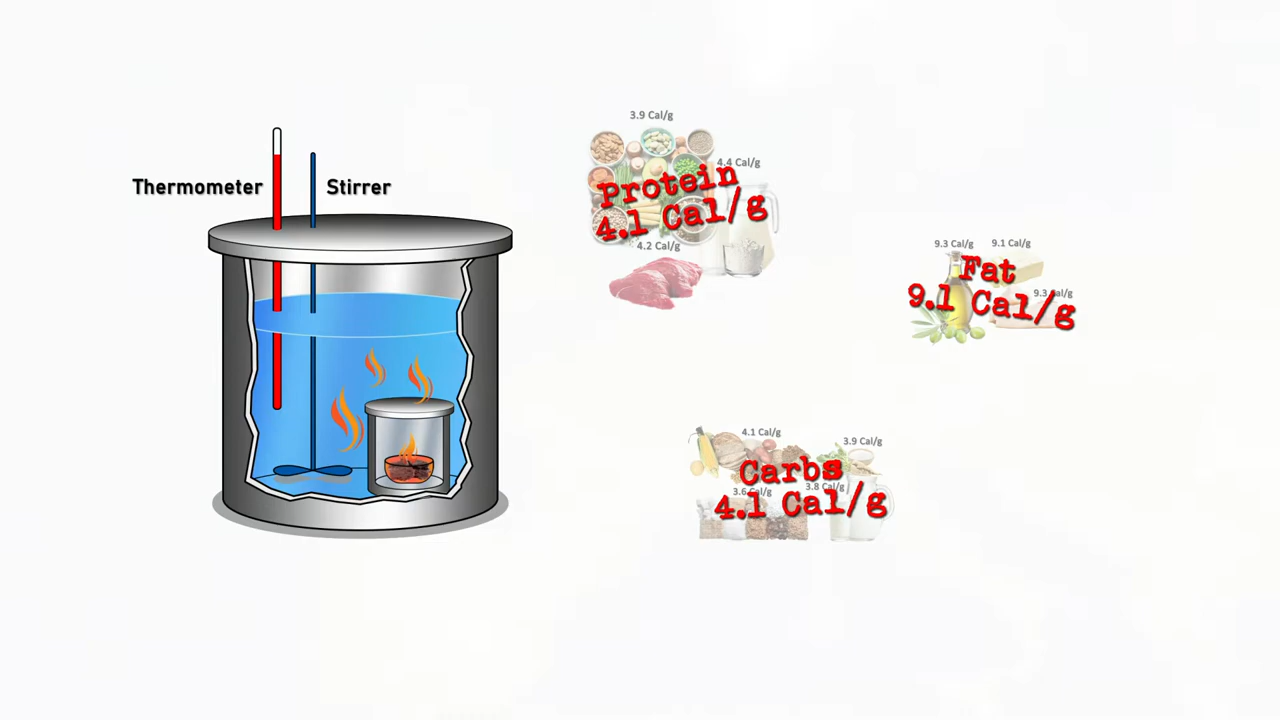 Thermometer
Stirrer
3.9 Cal/g
4.4 Cal/g
Protein
4.1 Cal/g
4.2 Cal/g
9.3 Cal/g
9.1 Cal/g
Fat
9.3 Cal/g
9.1 Cal/g
4.1 Cal/g
3.9 Cal/g
Carbs
3.6 Cal/g
3.8 Cal/g
4.1 Cal/g